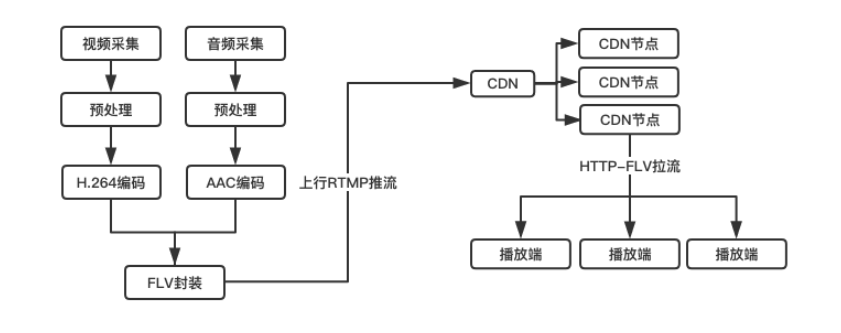 视频采集
音频采集
预处理
预处理
H.264编码
AAC编码
FLV封装
上行RTMP推流
CDN
CDN节点
CDN节点
CDN节点
HTTP-FLV拉流
播放端
播放端
播放端